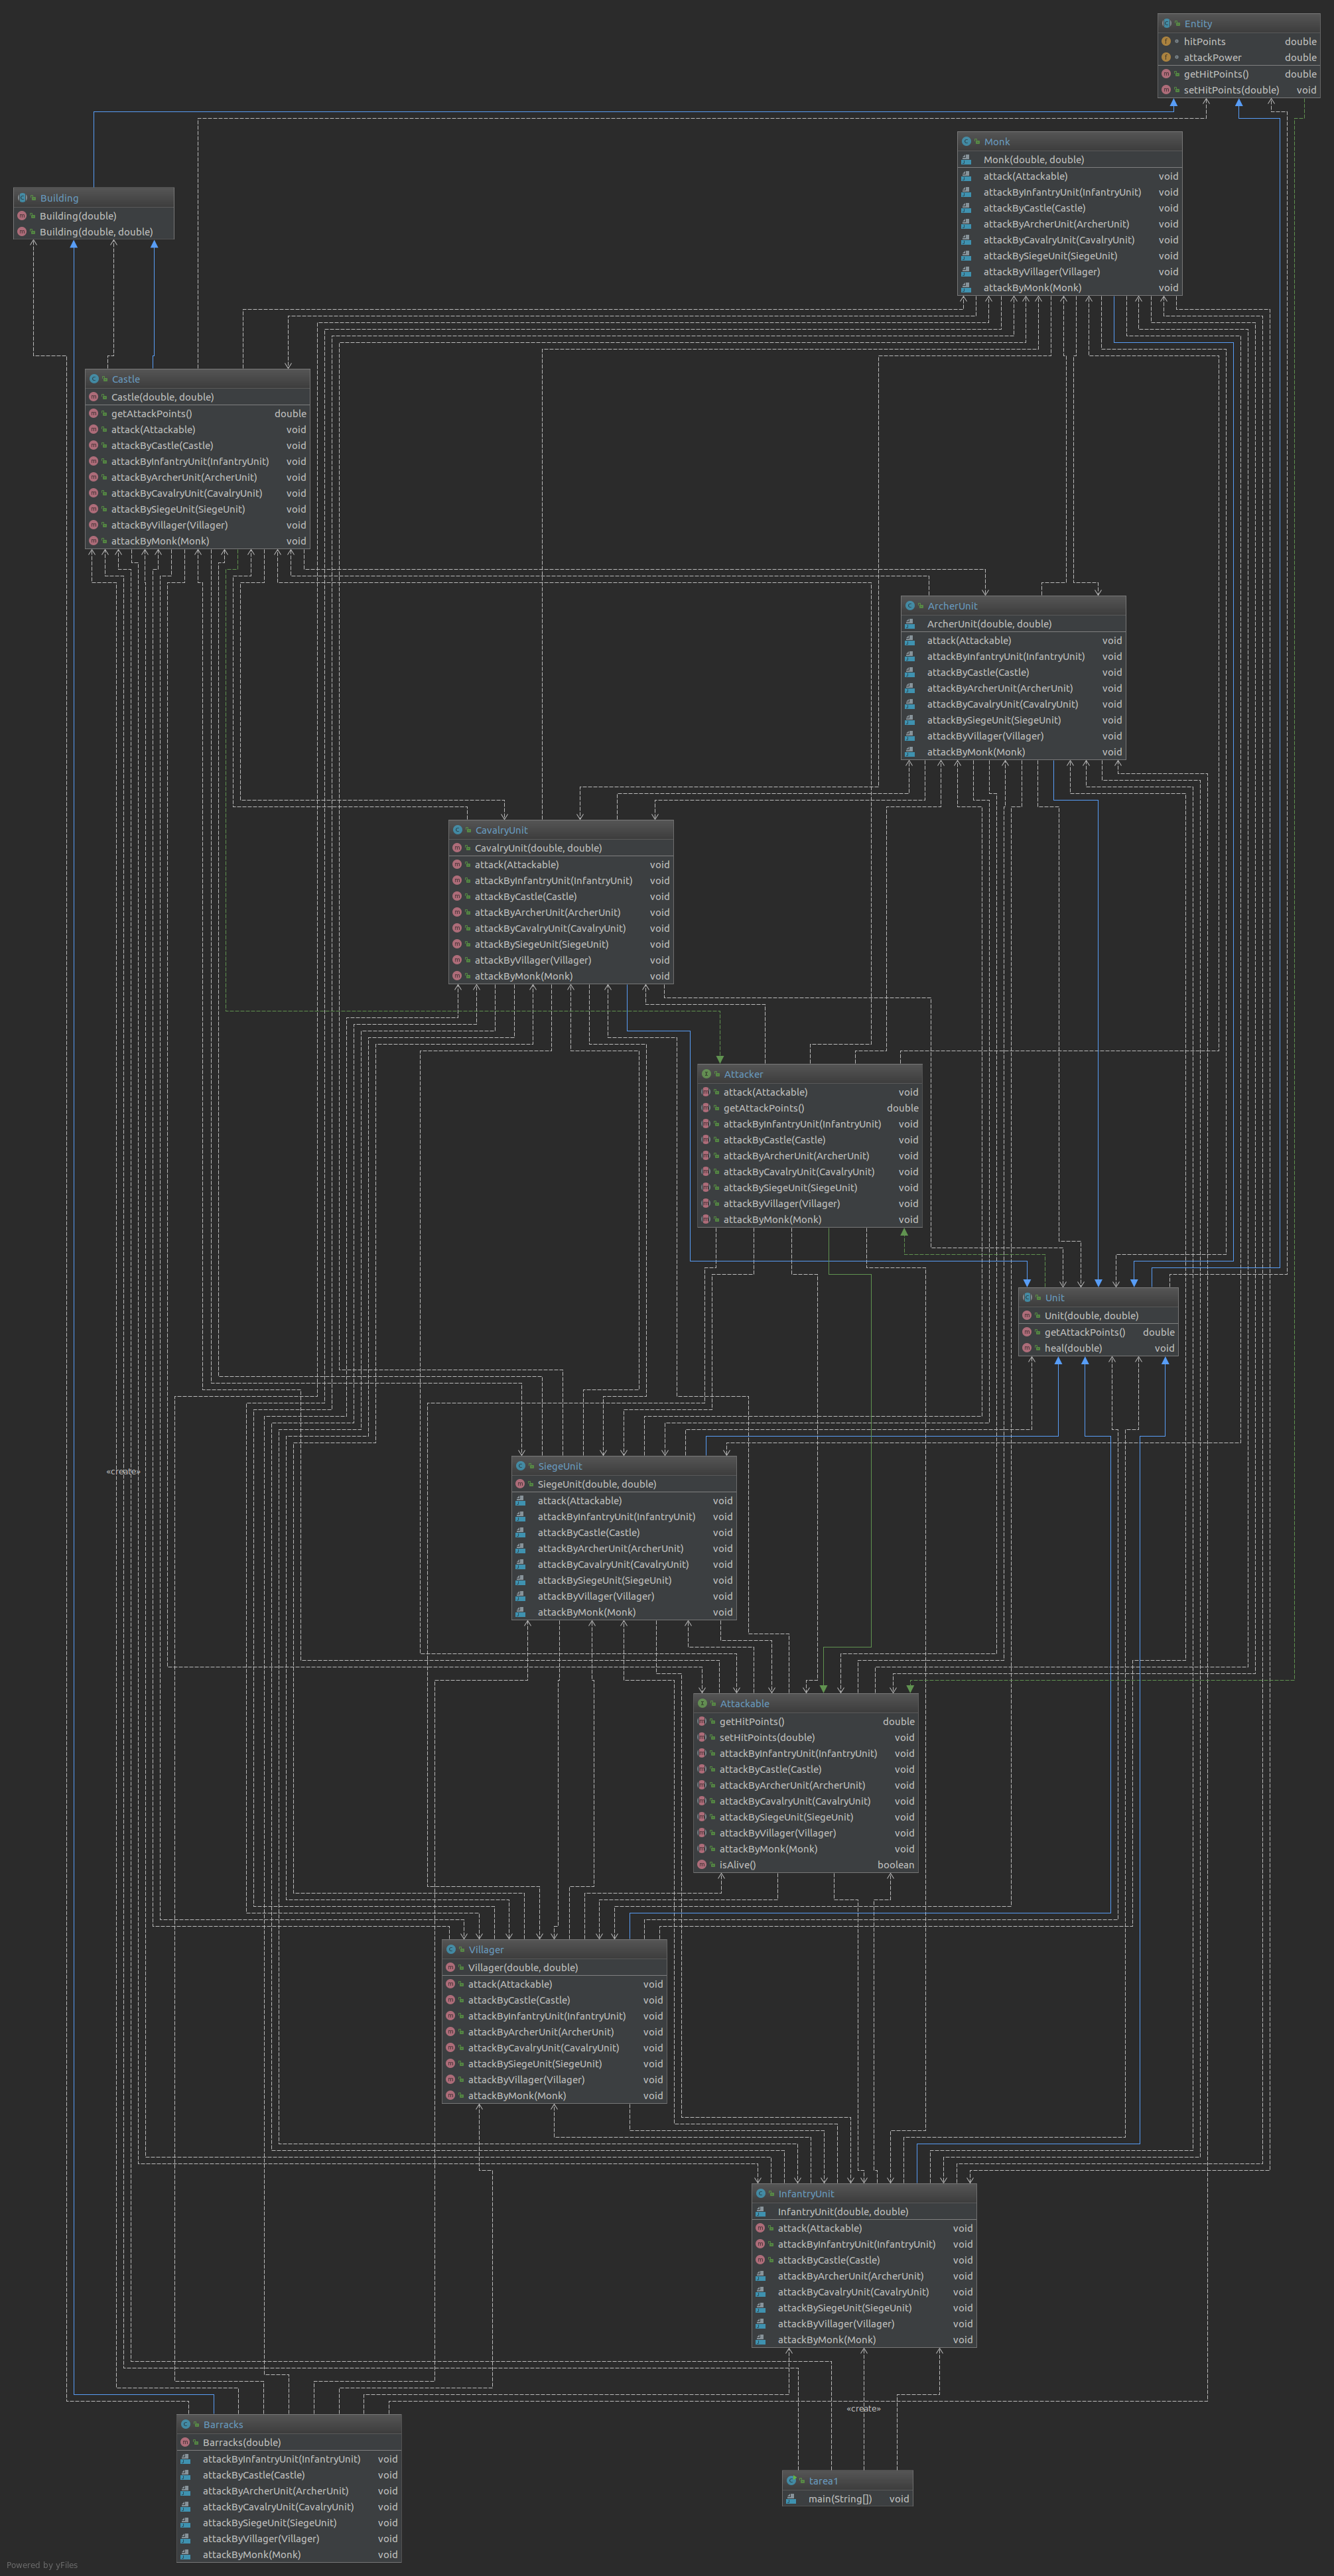 Entity
hitPoints double
attackPower double
getHitPoints() double
setHitPoints(double) void
Monk
Monk(double, double)
attack(Attackable) void
attackByInfantryUnit(InfantryUnit) void
attackByCastle(Castle) void
attackByArcherUnit(ArcherUnit) void
attackByCavalryUnit(CavalryUnit) void
attackBySiegeUnit(SiegeUnit) void
attackByVillager(Villager) void
attackByMonk(Monk) void
Building
Building(double)
Building(double, double)
Castle
Castle(double, double)
getAttackPoints() double
attack(Attackable) void
attackByCastle(Castle) void
attackByInfantryUnit(InfantryUnit) void
attackByArcherUnit(ArcherUnit) void
attackByCavalryUnit(CavalryUnit) void
attackBySiegeUnit(SiegeUnit) void
attackByVillager(Villager) void
attackByMonk(Monk) void
ArcherUnit
ArcherUnit(double, double)
attack(Attackable) void
attackByInfantryUnit(InfantryUnit) void
attackByCastle(Castle) void
attackByArcherUnit(ArcherUnit) void
attackByCavalryUnit(CavalryUnit) void
attackBySiegeUnit(SiegeUnit) void
attackByVillager(Villager) void
attackByMonk(Monk) void
CavalryUnit
CavalryUnit(double, double)
attack(Attackable) void
attackByInfantryUnit(InfantryUnit) void
attackByCastle(Castle) void
attackByArcherUnit(ArcherUnit) void
attackByCavalryUnit(CavalryUnit) void
attackBySiegeUnit(SiegeUnit) void
attackByVillager(Villager) void
attackByMonk(Monk) void
Attacker
attack(Attackable) void
getAttackPoints() double
attackByInfantryUnit(InfantryUnit) void
attackByCastle(Castle) void
attackByArcherUnit(ArcherUnit) void
attackByCavalryUnit(CavalryUnit) void
attackBySiegeUnit(SiegeUnit) void
attackByVillager(Villager) void
attackByMonk(Monk) void
Unit
Unit(double, double)
getAttackPoints() double
heal(double) void
«create»
SiegeUnit
SiegeUnit(double, double)
attack(Attackable) void
attackByInfantryUnit(InfantryUnit) void
attackByCastle(Castle) void
attackByArcherUnit(ArcherUnit) void
attackByCavalryUnit(CavalryUnit) void
attackBySiegeUnit(SiegeUnit) void
attackByVillager(Villager) void
attackByMonk(Monk) void
Attackable
getHitPoints() double
setHitPoints(double) void
attackByInfantryUnit(InfantryUnit) void
attackByCastle(Castle) void
attackByArcherUnit(ArcherUnit) void
attackByCavalryUnit(CavalryUnit) void
attackBySiegeUnit(SiegeUnit) void
attackByVillager(Villager) void
attackByMonk(Monk) void
isAlive() boolean
Villager
Villager(double, double)
attack(Attackable) void
attackByCastle(Castle) void
attackByInfantryUnit(InfantryUnit) void
attackByArcherUnit(ArcherUnit) void
attackByCavalryUnit(CavalryUnit) void
attackBySiegeUnit(SiegeUnit) void
attackByVillager(Villager) void
attackByMonk(Monk) void
InfantryUnit
InfantryUnit(double, double)
attack(Attackable) void
attackByInfantryUnit(InfantryUnit) void
attackByCastle(Castle) void
attackByArcherUnit(ArcherUnit) void
attackByCavalryUnit(CavalryUnit) void
attackBySiegeUnit(SiegeUnit) void
attackByVillager(Villager) void
attackByMonk(Monk) void
«create»
Barracks
Barracks(double)
attackByInfantryUnit(InfantryUnit) void
attackByCastle(Castle) void
attackByArcherUnit(ArcherUnit) void
attackByCavalryUnit(CavalryUnit) void
attackBySiegeUnit(SiegeUnit) void
attackByVillager(Villager) void
attackByMonk(Monk) void
tarea1
main(String[]) void
Powered by yFiles